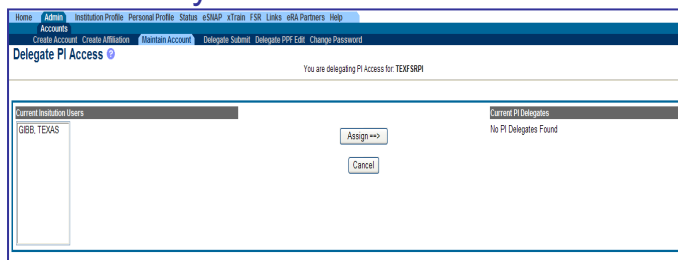 Home Admin Institution Profile Personal Profile Status eSNAP xTrain FSR Links eRA Partners Help
Accounts
Create Account Create Affiliation Maintain Account Delegate Submit Delegate PPF Edit Change Password
Delegate PI Access ?
You are delegating PI Access for: TEXFSRPI
Current Insitution Users
Current PI Delegates
GIBB, TEXAS
No PI Delegates Found
Assign ==>
Cancel